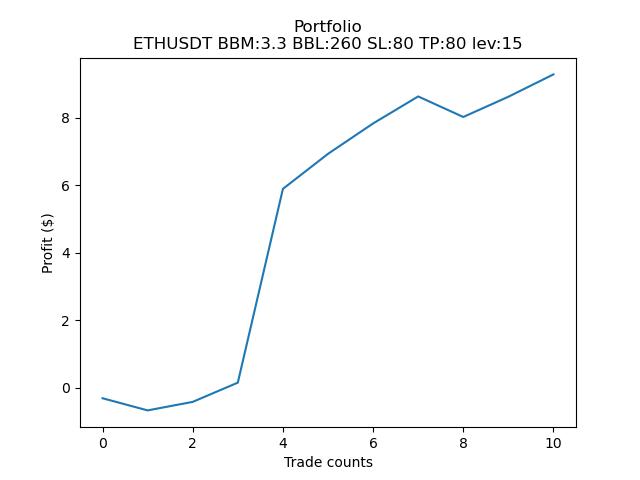 Portfolio
ETHUSDT BBM:3.3 BBL:260 SL:80 TP:80 lev:15
8
6
4
2
0
Profit ($)
0 2 4 6 8 10
Trade counts